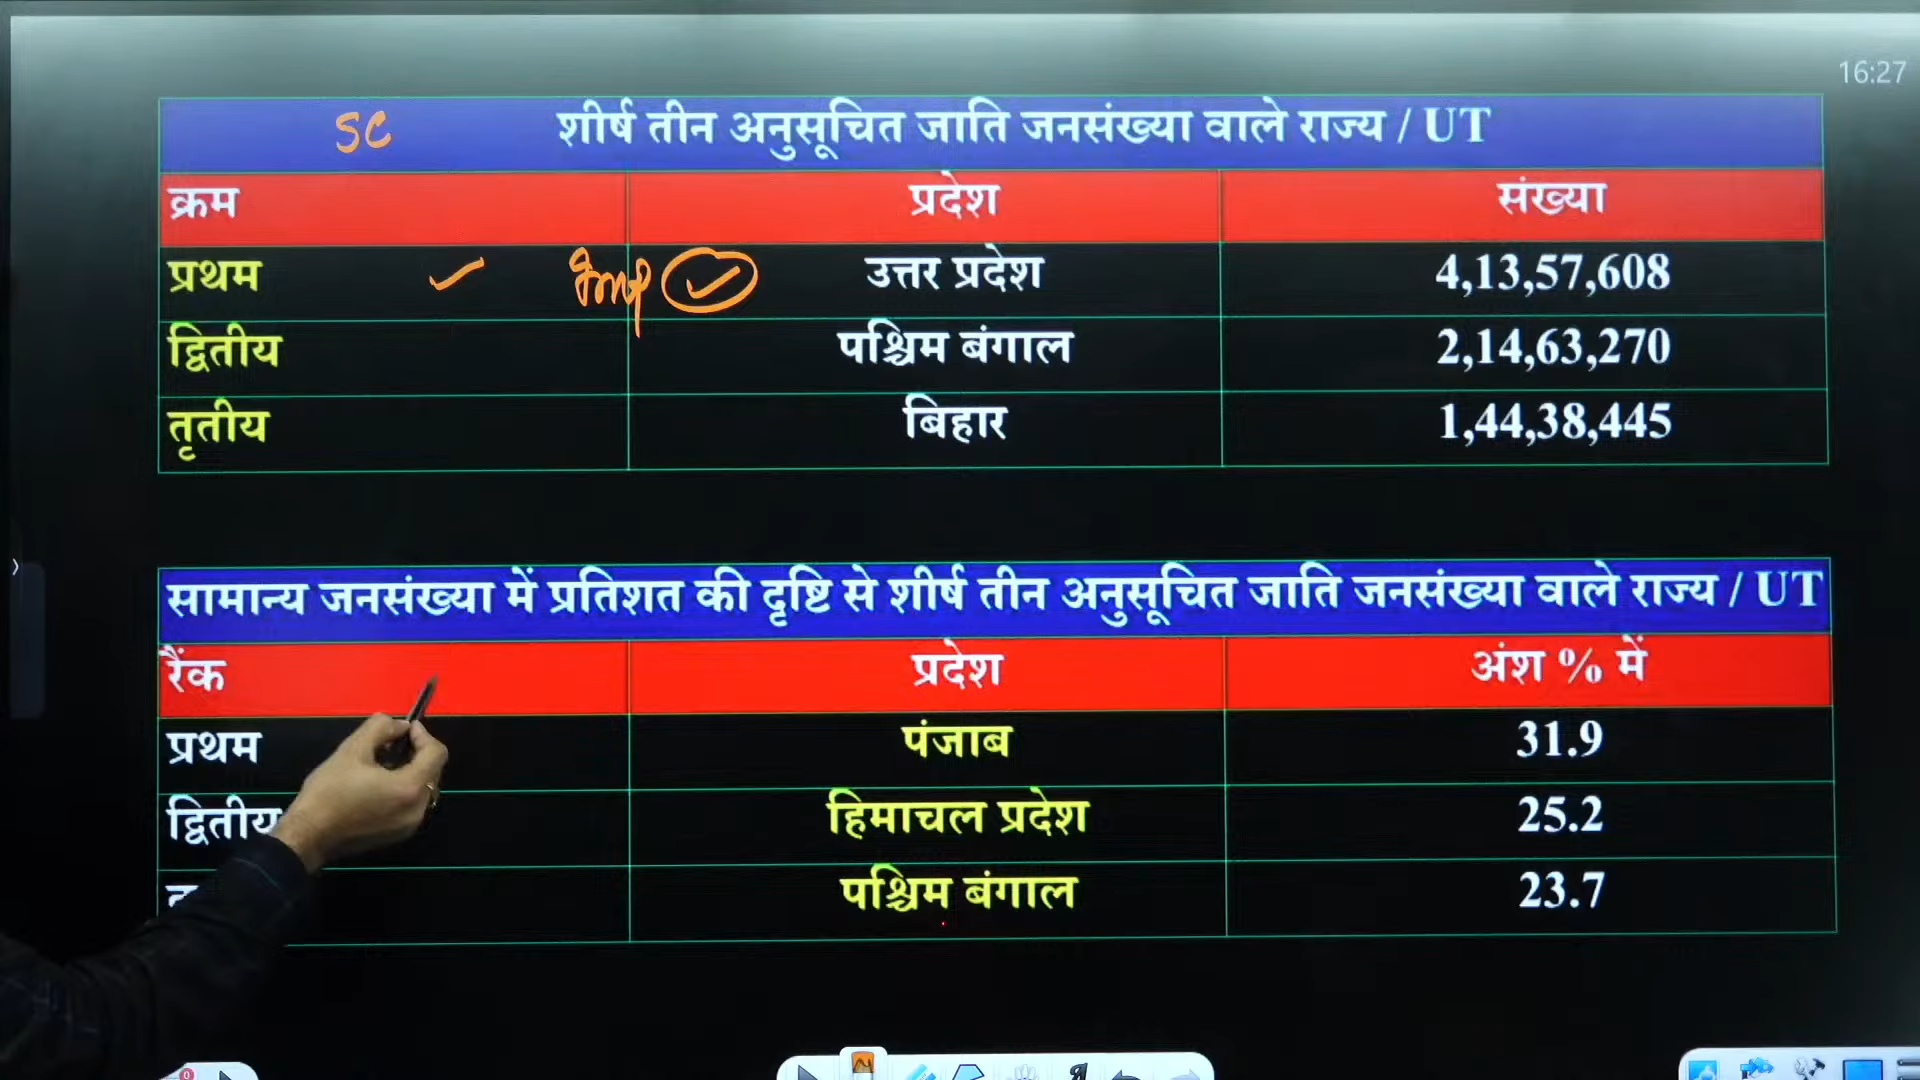 16:27
SC शीर्ष तीन अनुसूचित जाति जनसंख्या वाले राज्य / UT
क्रम प्रदेश संख्या
प्रथम Imp उत्तर प्रदेश 4,13,57,608
द्वितीय पश्चिम बंगाल 2,14,63,270
तृतीय बिहार 1,44,38,445
सामान्य जनसंख्या में प्रतिशत की दृष्टि से शीर्ष तीन अनुसूचित जाति जनसंख्या वाले राज्य / UT
रैंक प्रदेश अंश % में
प्रथम पंजाब 31.9
द्वितीय हिमाचल प्रदेश 25.2
पश्चिम बंगाल 23.7